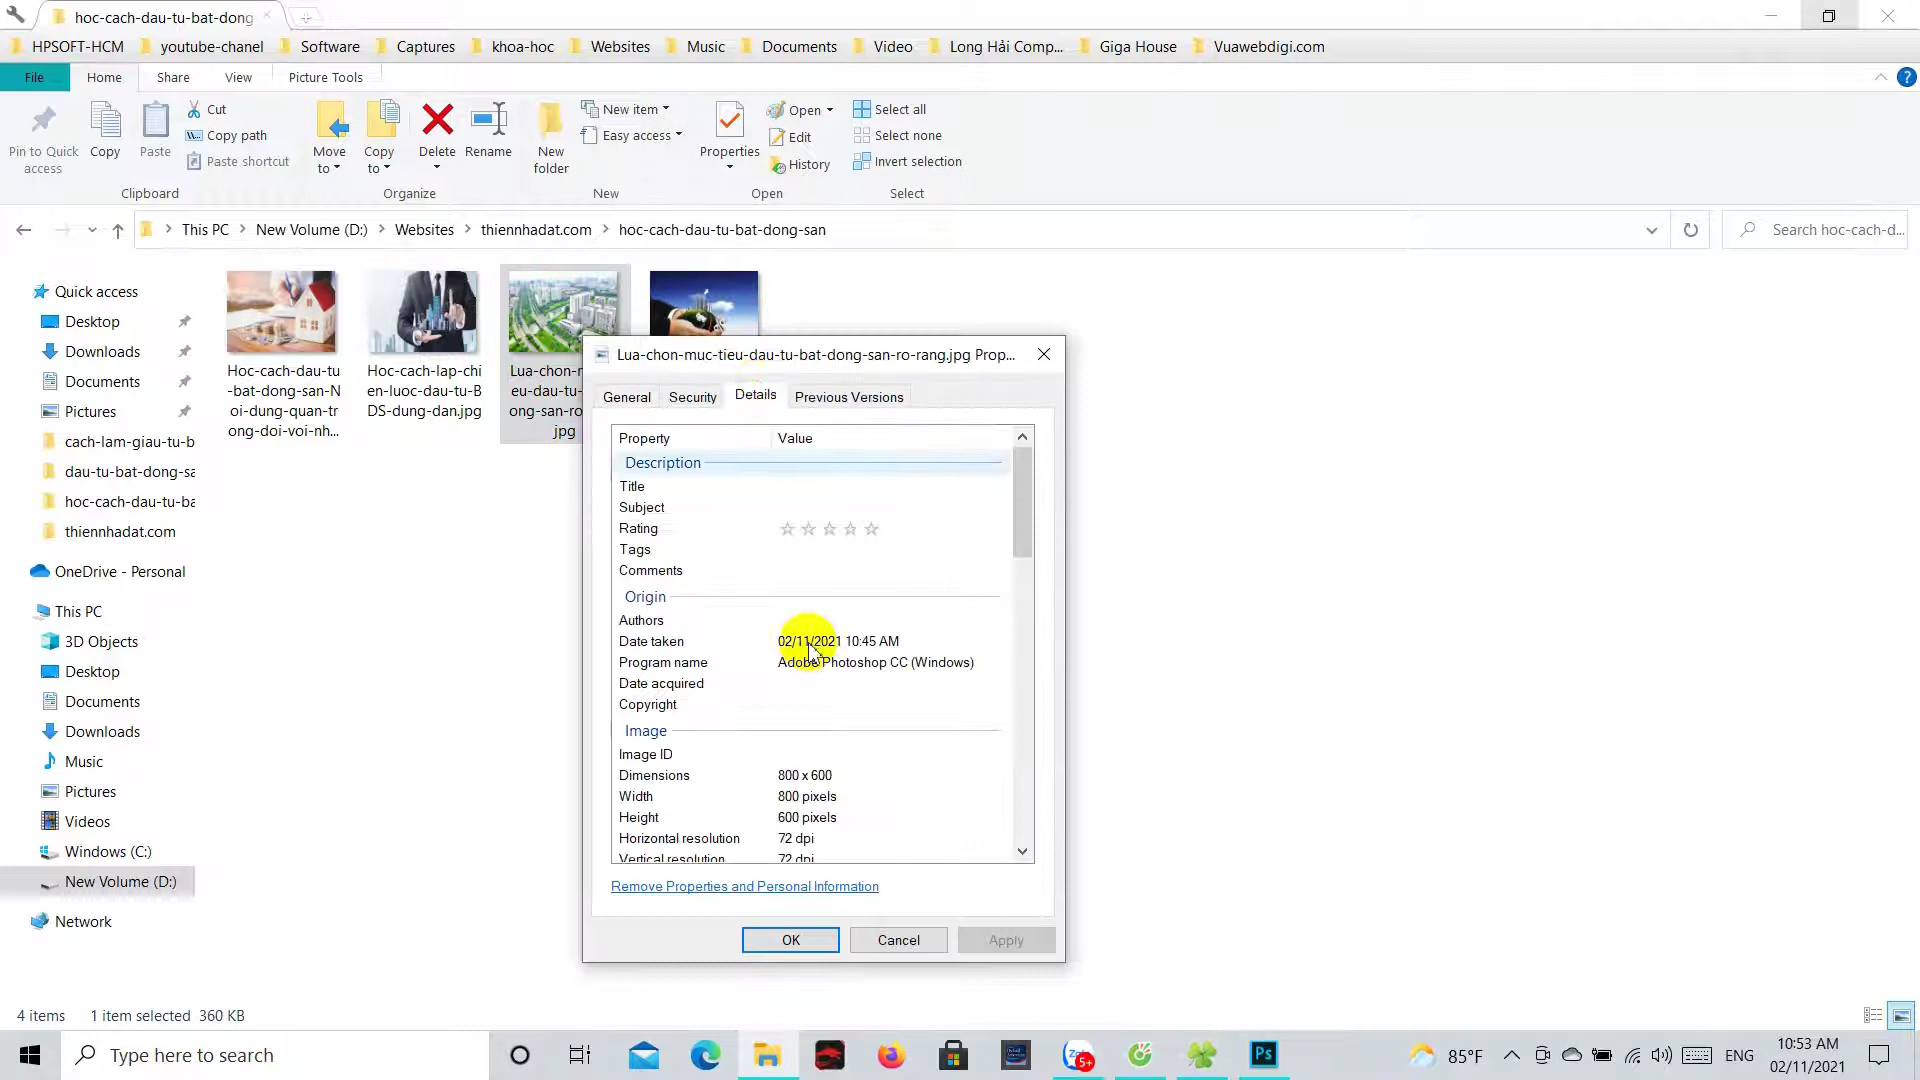 hoc-cach-dau-tu-bat-dong
HPSOFT-HCM youtube-chanel Software Captures khoa-hoc Websites Music Documents Video Long Hải Comp... Giga House Vuawebdigi.com
File Home Share View Picture Tools
Pin to Quick access
Copy
Paste
Cut
Copy path
Paste shortcut
Clipboard
Move to
Copy to
Delete
Rename
Organize
New folder
New item
Easy access
New
Properties
Open
Edit
History
Open
Select all
Select none
Invert selection
Select
This PC > New Volume (D:) > Websites > thiennhadat.com > hoc-cach-dau-tu-bat-dong-san
Search hoc-cach-d...
Quick access
Desktop
Downloads
Documents
Pictures
cach-lam-giau-tu-b
dau-tu-bat-dong-sa
hoc-cach-dau-tu-ba
thiennhadat.com
OneDrive - Personal
This PC
3D Objects
Desktop
Documents
Downloads
Music
Pictures
Videos
Windows (C:)
New Volume (D:)
Network
Hoc-cach-dau-tu
-bat-dong-san-N
oi-dung-quan-tr
ong-doi-voi-nh...
Hoc-cach-lap-chi
en-luoc-dau-tu-B
DS-dung-dan.jpg
Lua-chon-m
eu-dau-tu-
ong-san-ro
jpg
Lua-chon-muc-tieu-dau-tu-bat-dong-san-ro-rang.jpg Prop...
General Security Details Previous Versions
Property Value
Description
Title
Subject
Rating
Tags
Comments
Origin
Authors
Date taken 02/11/2021 10:45 AM
Program name Adobe Photoshop CC (Windows)
Date acquired
Copyright
Image
Image ID
Dimensions 800 x 600
Width 800 pixels
Height 600 pixels
Horizontal resolution 72 dpi
Vertical resolution 72 dpi
Remove Properties and Personal Information
OK Cancel Apply
4 items 1 item selected 360 KB
Type here to search
5+
Ps
85°F
ENG
10:53 AM
02/11/2021